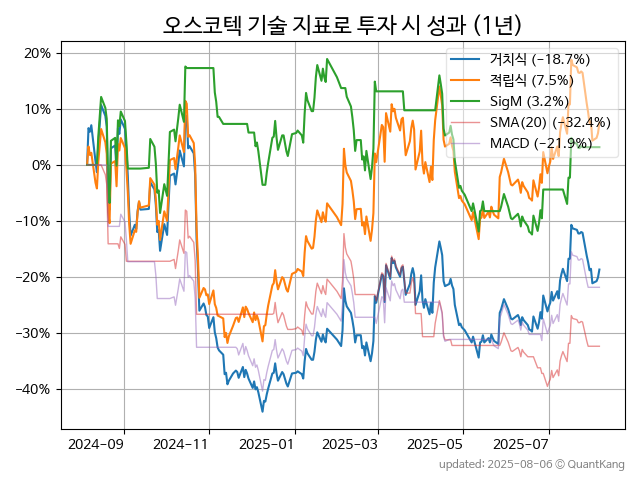 오스코텍 기술 지표로 투자 시 성과 (1년)
20%
10%
0%
−10%
−20%
−30%
−40%
거치식 (−18.7%)
적립식 (7.5%)
SigM (3.2%)
SMA(20) (−32.4%)
MACD (−21.9%)
2024-09
2024-11
2025-01
2025-03
2025-05
2025-07
updated: 2025-08-06 © QuantKang